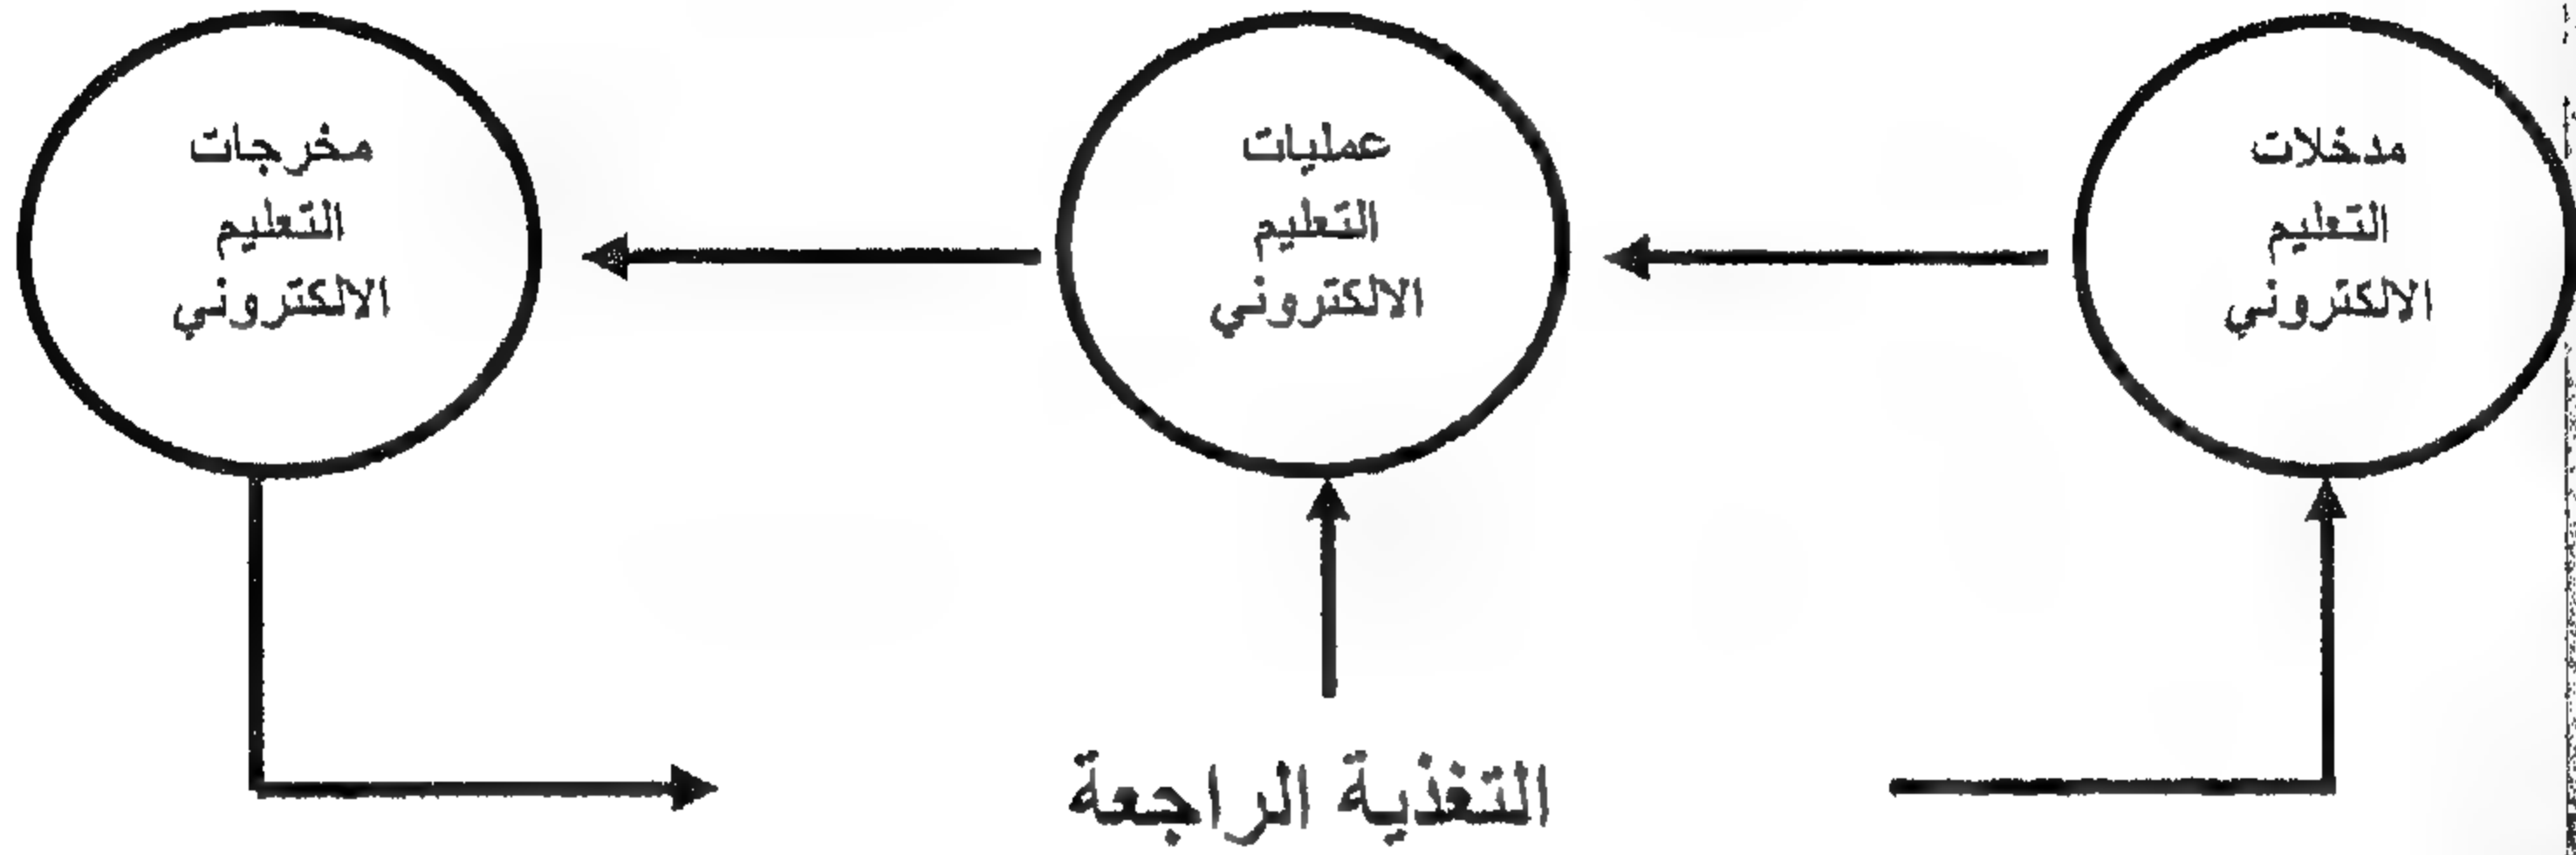 مدخلات
التعليم
الالكتروني
عمليات
التعليم
الالكتروني
مخرجات
التعليم
الالكتروني
التغذية الراجعة